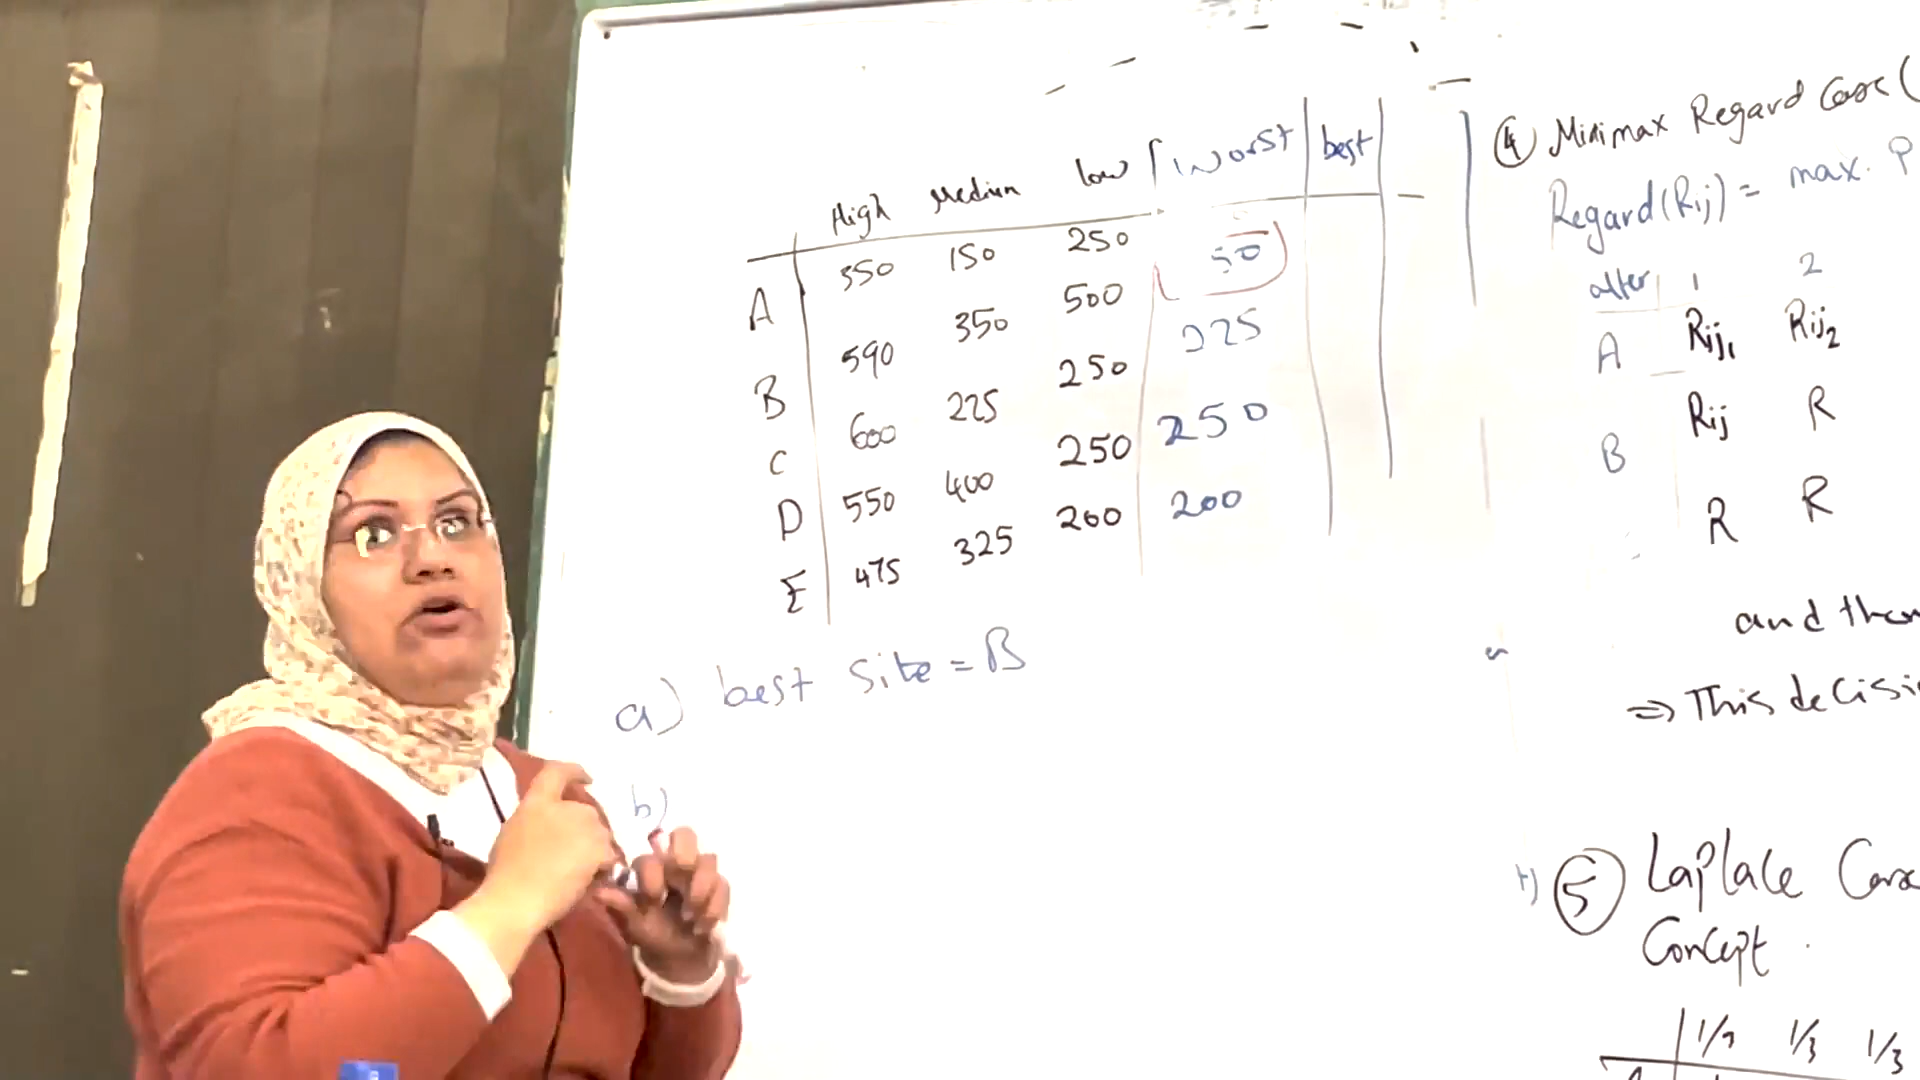 High Medium low Worst best
A 350 150 250 50
B 590 350 500 225
C 600 225 250 250
D 550 400 250 200
E 475 325 200
a) best Site = B
b)
④ Minimax Regard Case (
Regard (Rij) = max. P
alter 1 2
A Rij1 Rij2
B Rij R
R R
and then
⇒ This decisi
⑤ Laplace Case
Concept.
1/3 1/3 1/3